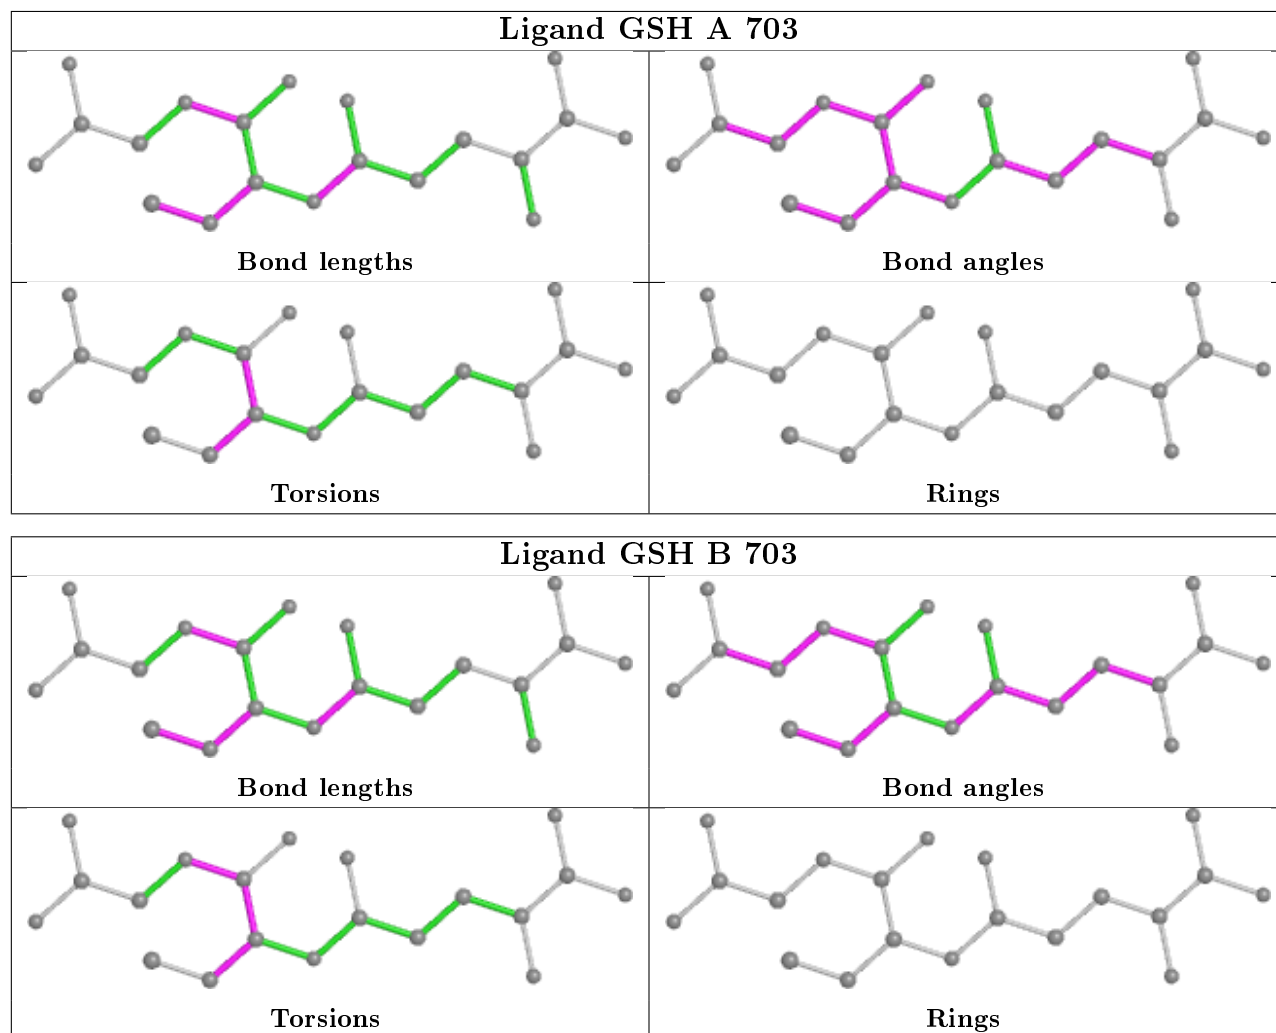 Ligand GSH A 703
Bond lengths
Bond angles
Torsions
Rings
Ligand GSH B 703
Bond lengths
Bond angles
Torsions
Rings